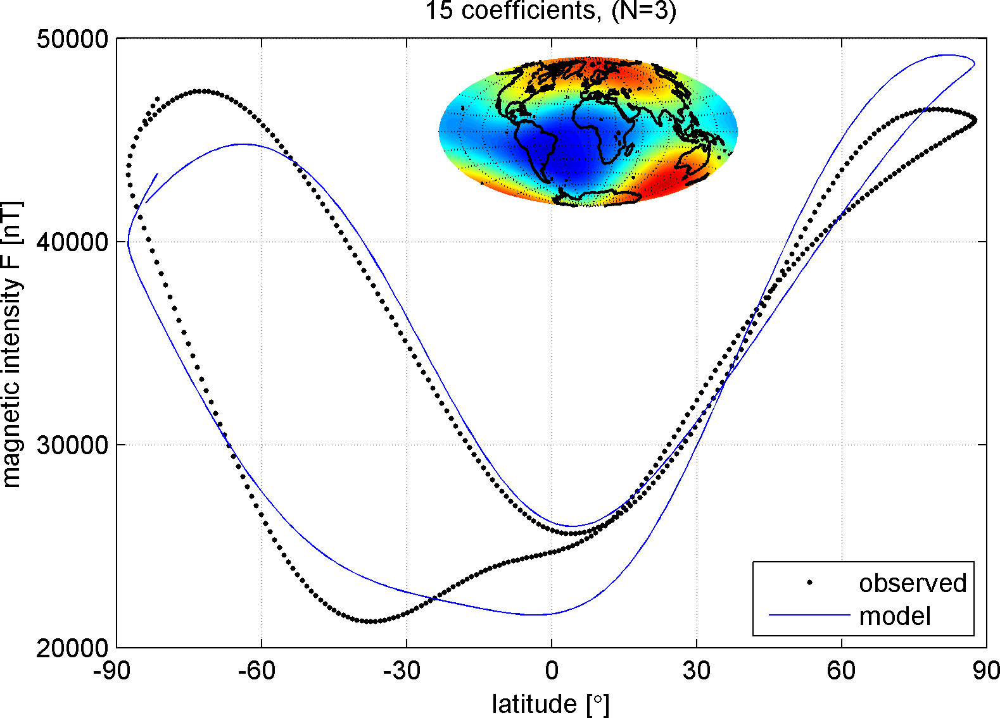 15 coefficients, (N=3)
50000
40000
30000
20000
magnetic intensity F [nT]
-90
-60
-30
0
30
60
90
latitude [°]
observed
model